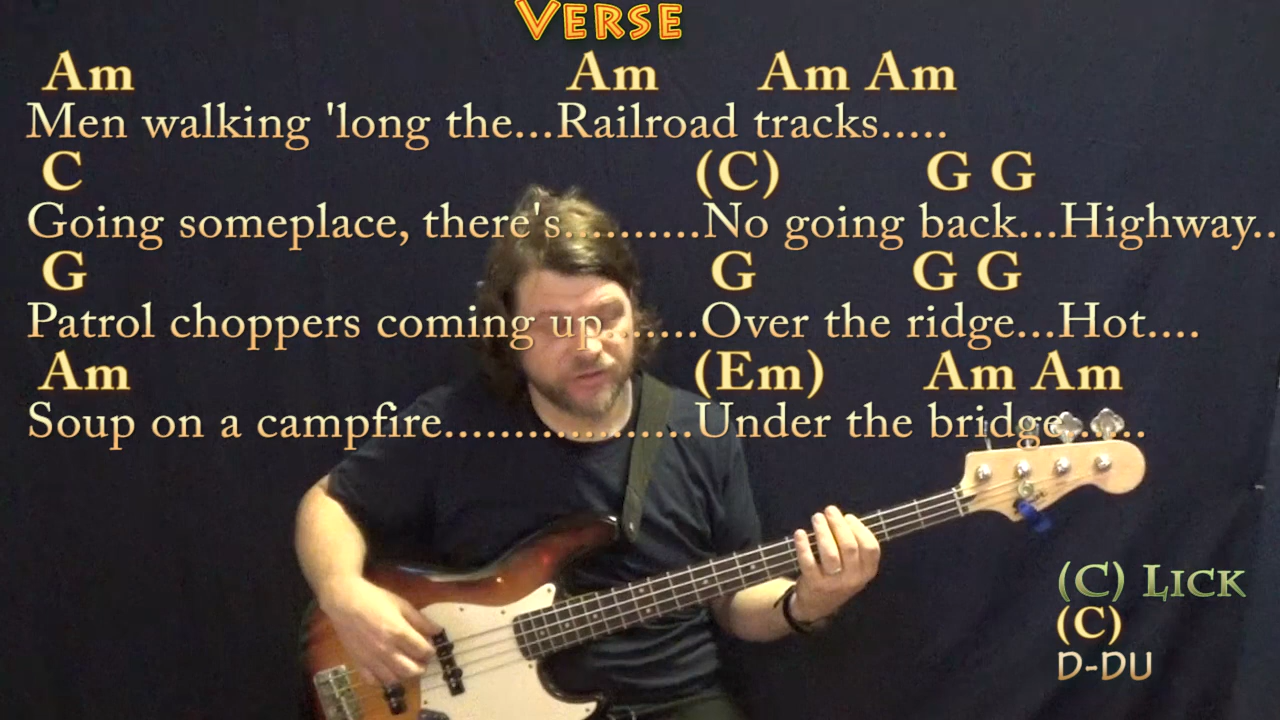 VERSE
Am Am Am Am
Men walking 'long the...Railroad tracks.....
C (C) G G
Going someplace, there's..........No going back...Highway..
G G G G
Patrol choppers coming up.......Over the ridge...Hot....
Am (Em) Am Am
Soup on a campfire..................Under the bridge......
(C) LICK
(C)
D-DU